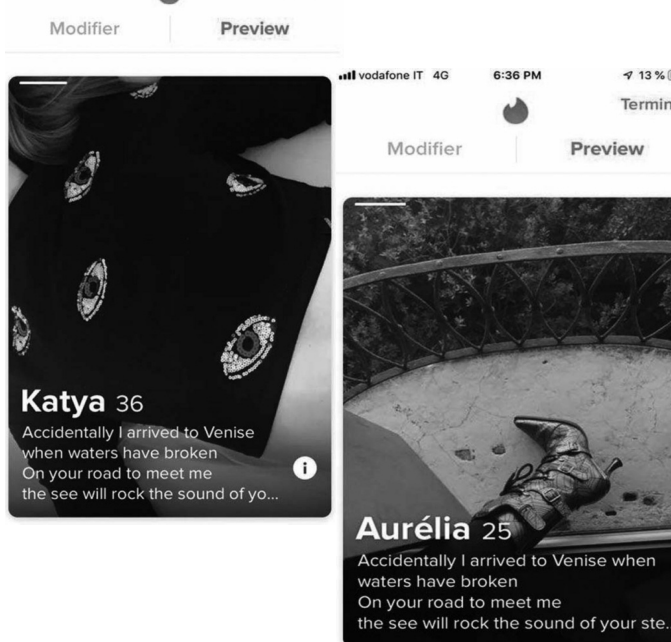 Modifier Preview
Katya 36
Accidentally I arrived to Venise
when waters have broken
On your road to meet me
the see will rock the sound of yo...
vodafone IT 4G 6:36 PM 13 %
Termin
Modifier Preview
Aurélia 25
Accidentally I arrived to Venise when
waters have broken
On your road to meet me
the see will rock the sound of your ste..